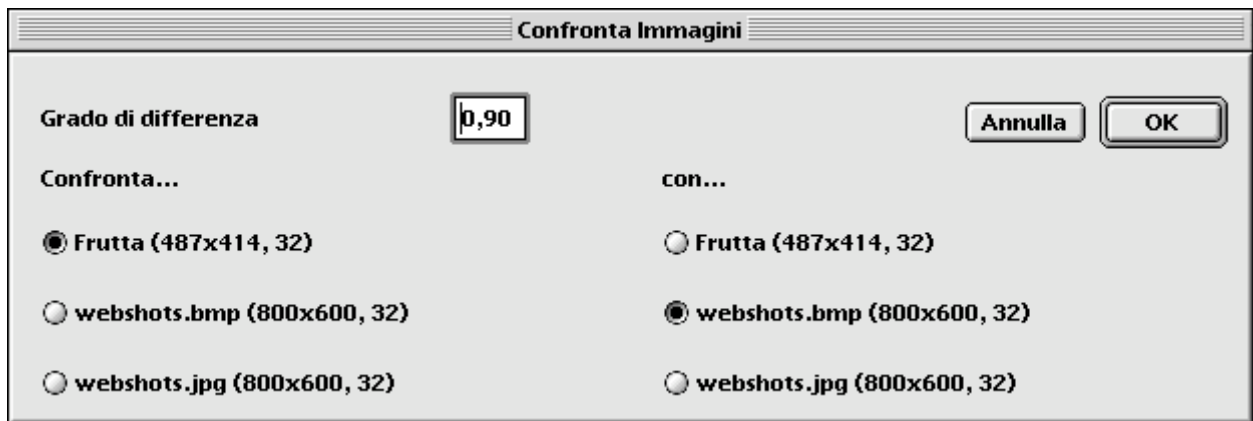 Confronta Immagini
Grado di differenza 0,90 Annulla OK
Confronta... con...
Frutta (487x414, 32) Frutta (487x414, 32)
webshots.bmp (800x600, 32) webshots.bmp (800x600, 32)
webshots.jpg (800x600, 32) webshots.jpg (800x600, 32)